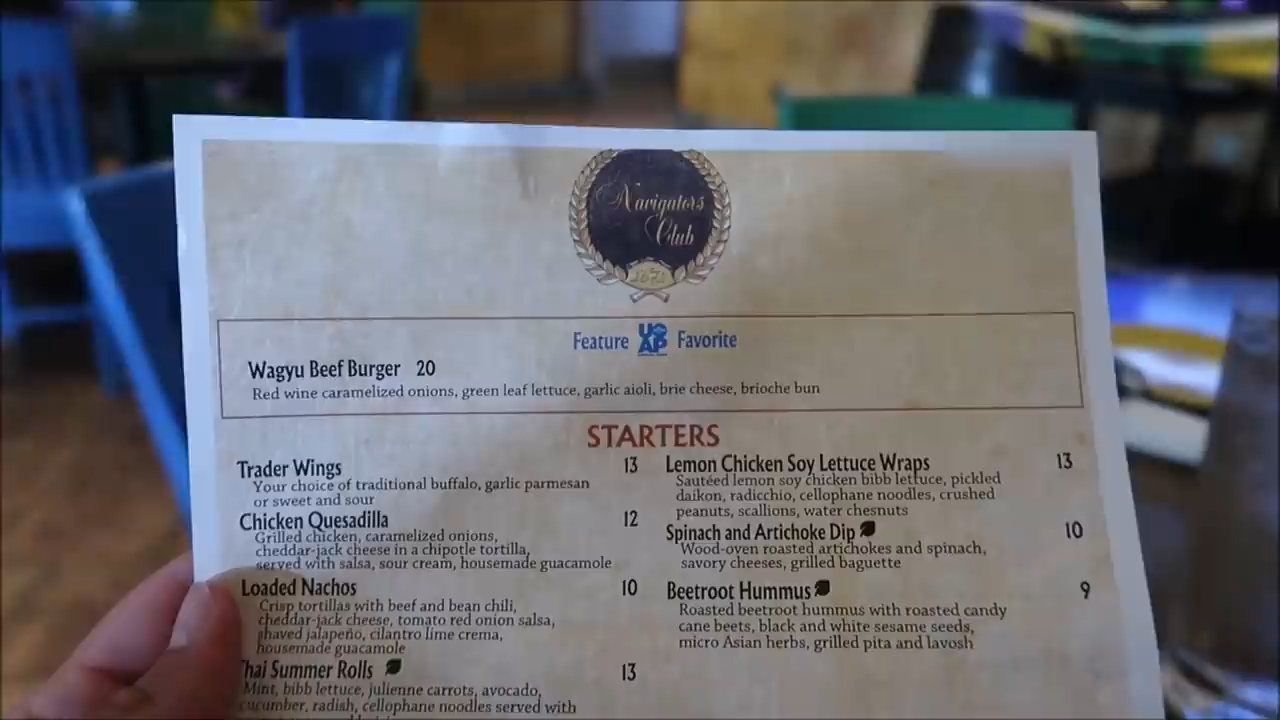 Navigators
Club
Feature UOAP Favorite
Wagyu Beef Burger 20
Red wine caramelized onions, green leaf lettuce, garlic aioli, brie cheese, brioche bun
STARTERS
Trader Wings 13
Your choice of traditional buffalo, garlic parmesan
or sweet and sour
Chicken Quesadilla 12
Grilled chicken, caramelized onions,
cheddar-jack cheese in a chipotle tortilla,
served with salsa, sour cream, housemade guacamole
Loaded Nachos 10
Crisp tortillas with beef and bean chili,
cheddar-jack cheese, tomato red onion salsa,
shaved jalapeño, cilantro lime crema,
housemade guacamole
Thai Summer Rolls 13
Mint, bibb lettuce, julienne carrots, avocado,
cucumber, radish, cellophane noodles served with
Lemon Chicken Soy Lettuce Wraps 13
Sautéed lemon soy chicken bibb lettuce, pickled
daikon, radicchio, cellophane noodles, crushed
peanuts, scallions, water chesnuts
Spinach and Artichoke Dip 10
Wood-oven roasted artichokes and spinach,
savory cheeses, grilled baguette
Beetroot Hummus 9
Roasted beetroot hummus with roasted candy
cane beets, black and white sesame seeds,
micro Asian herbs, grilled pita and lavosh